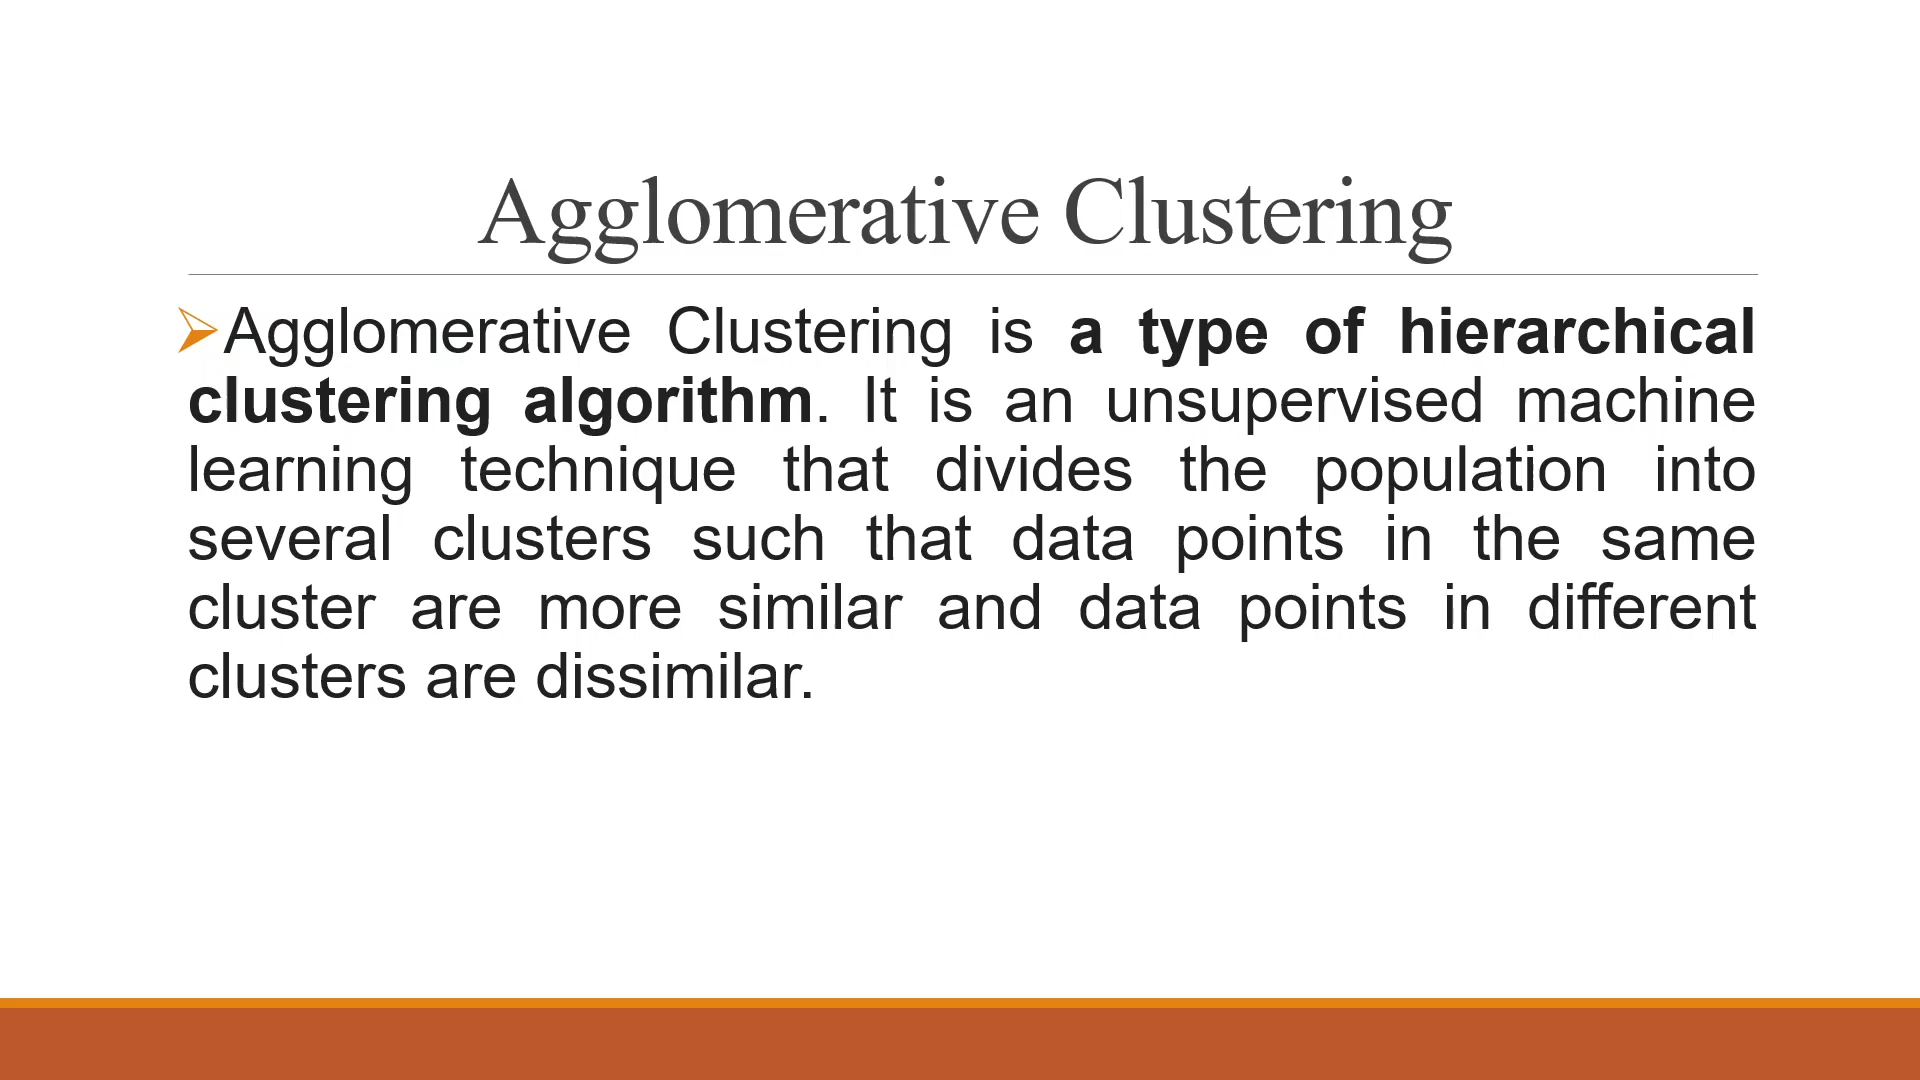 Agglomerative Clustering
➢Agglomerative Clustering is a type of hierarchical
clustering algorithm. It is an unsupervised machine
learning technique that divides the population into
several clusters such that data points in the same
cluster are more similar and data points in different
clusters are dissimilar.